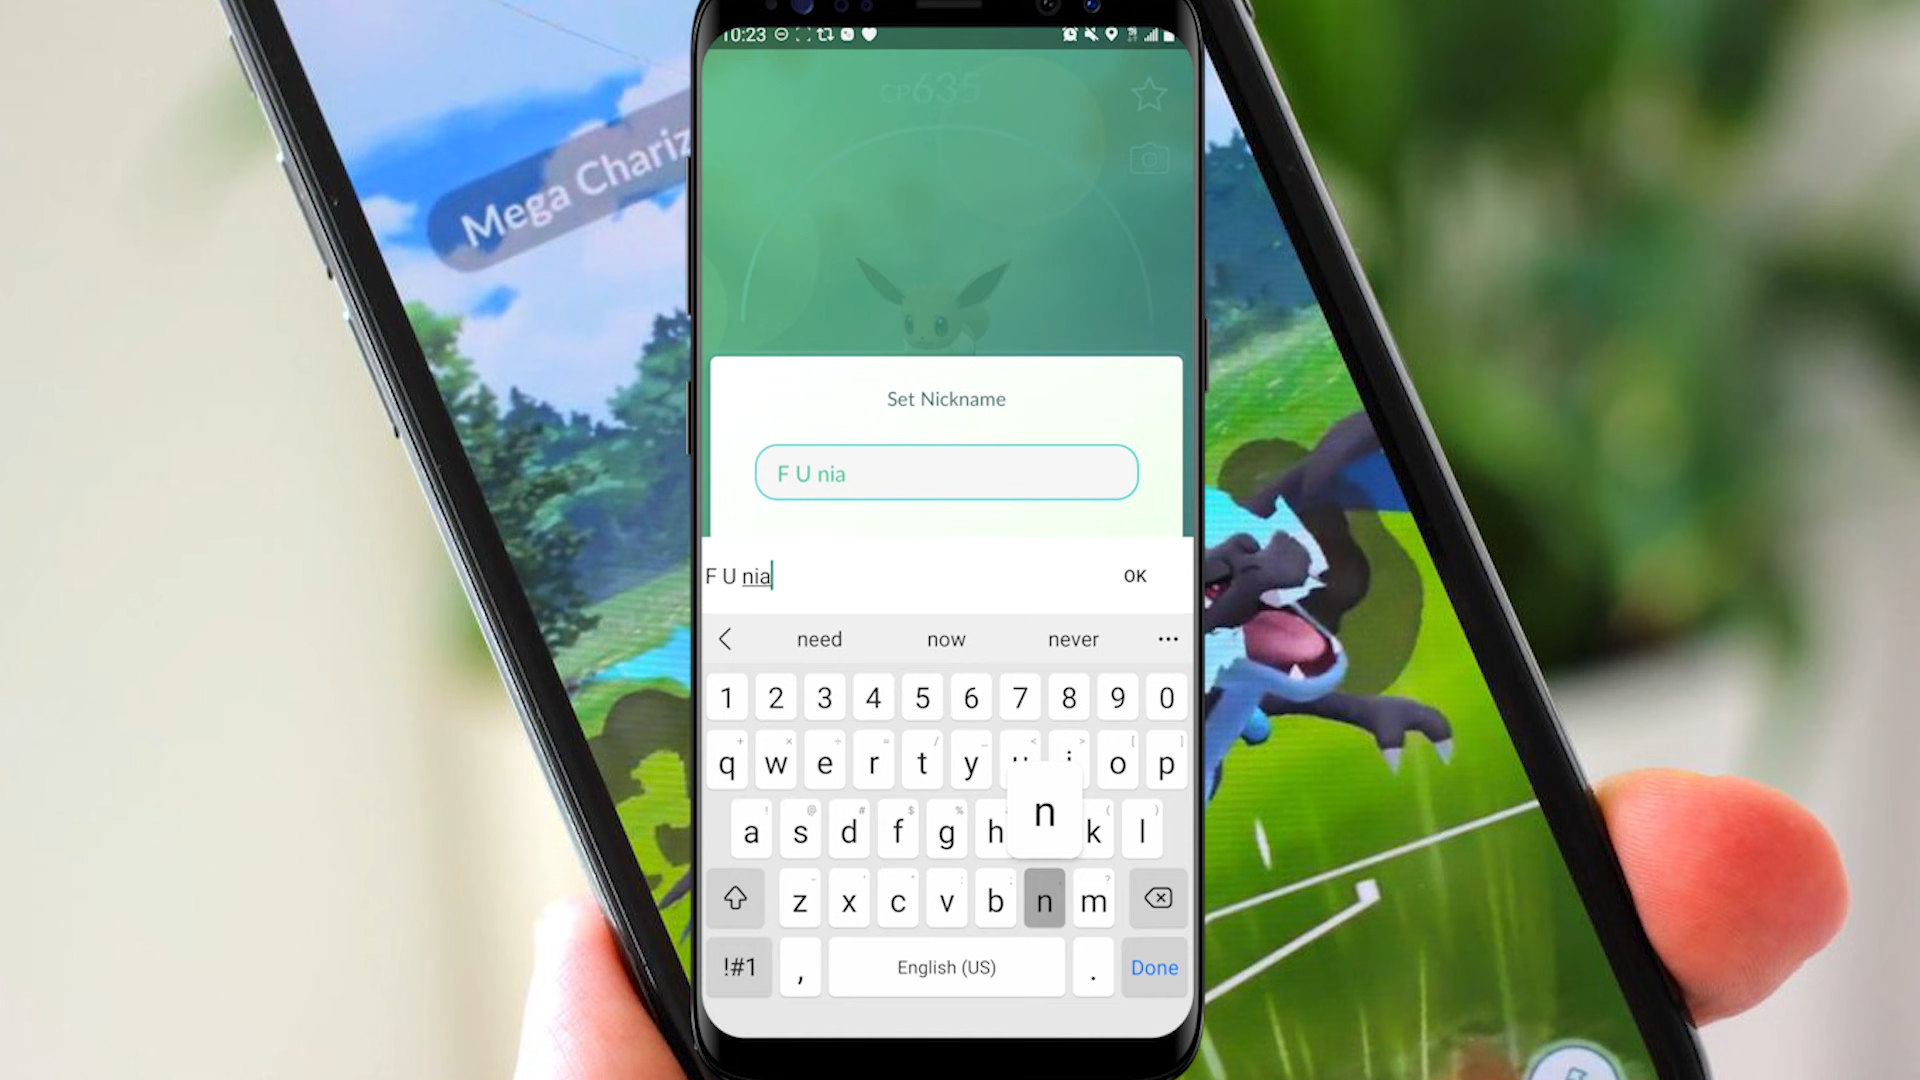 10:23
CP635
Mega Chariz
Set Nickname
F U nia
F U nia
OK
need now never ...
1 2 3 4 5 6 7 8 9 0
q w e r t y o p
a s d f g h n k l
z x c v b n m
!#1 , English (US) . Done